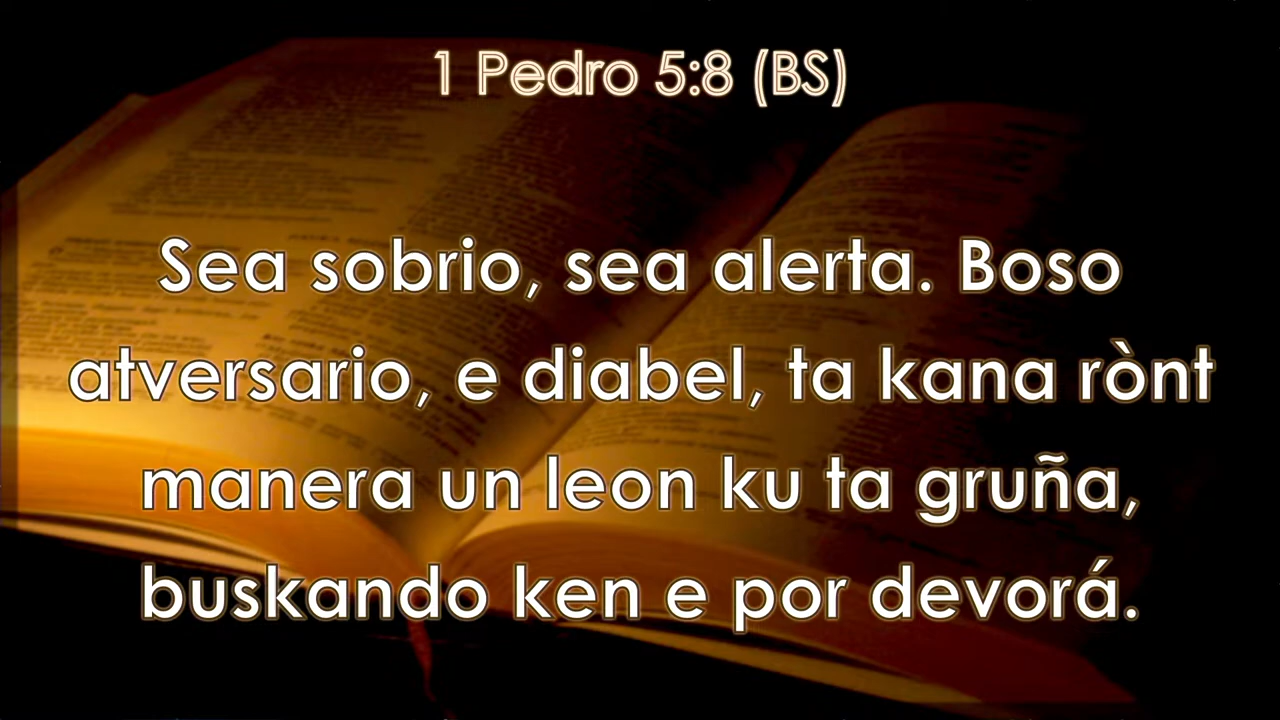 1 Pedro 5:8 (BS)
Sea sobrio, sea alerta. Boso
atversario, e diabel, ta kana rònt
manera un leon ku ta gruña,
buskando ken e por devorá.